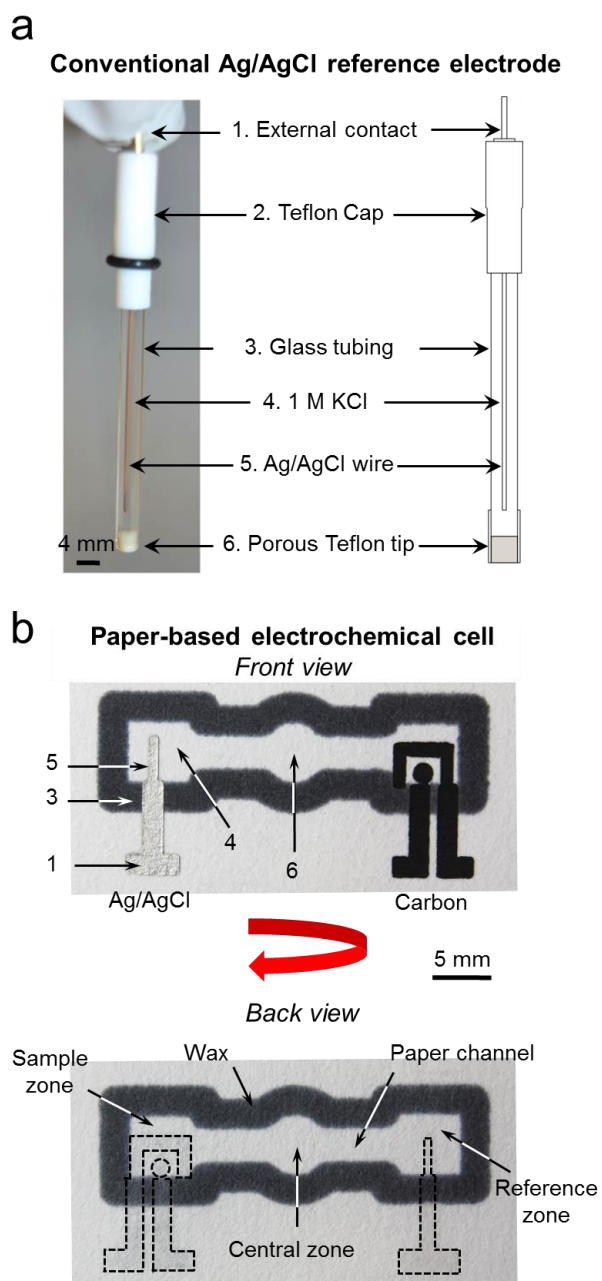 a
Conventional Ag/AgCl reference electrode
1. External contact
2. Teflon Cap
3. Glass tubing
4. 1 M KCl
5. Ag/AgCl wire
4 mm
6. Porous Teflon tip
b
Paper-based electrochemical cell
Front view
5
3
4
1
6
Ag/AgCl
Carbon
5 mm
Back view
Sample
zone
Wax
Paper channel
Reference
zone
Central zone